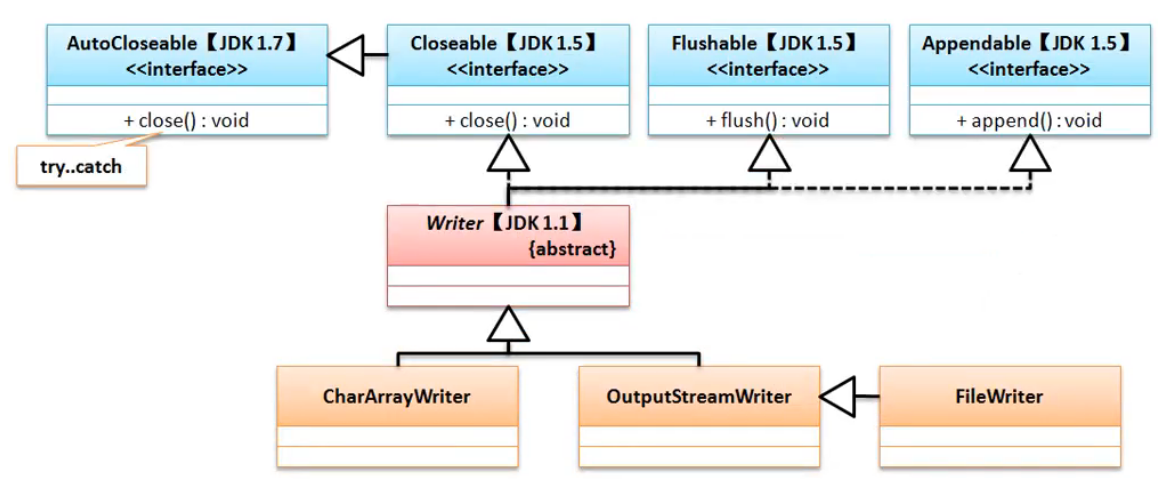 AutoCloseable【JDK 1.7】
<<interface>>
+ close() : void
try..catch
Closeable【JDK 1.5】
<<interface>>
+ close() : void
Flushable【JDK 1.5】
<<interface>>
+ flush() : void
Appendable【JDK 1.5】
<<interface>>
+ append() : void
Writer【JDK 1.1】
{abstract}
CharArrayWriter
OutputStreamWriter
FileWriter